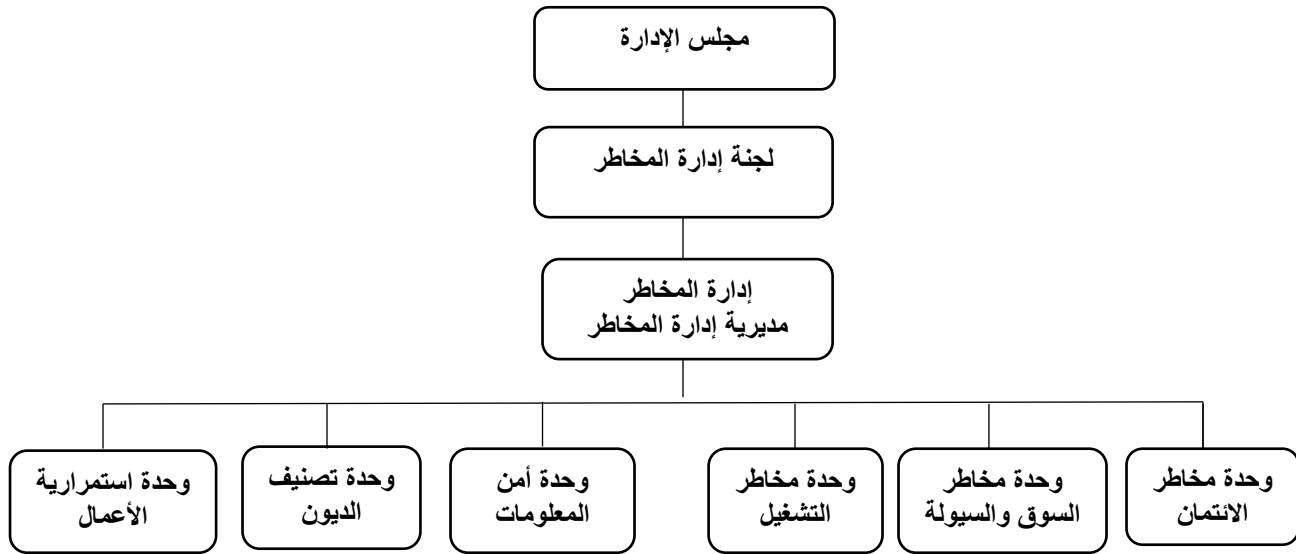 مجلس الإدارة
لجنة إدارة المخاطر
إدارة المخاطر
مديرية إدارة المخاطر
وحدة مخاطر
الائتمان
وحدة مخاطر
السوق والسيولة
وحدة مخاطر
التشغيل
وحدة أمن
المعلومات
وحدة تصنيف
الديون
وحدة استمرارية
الأعمال